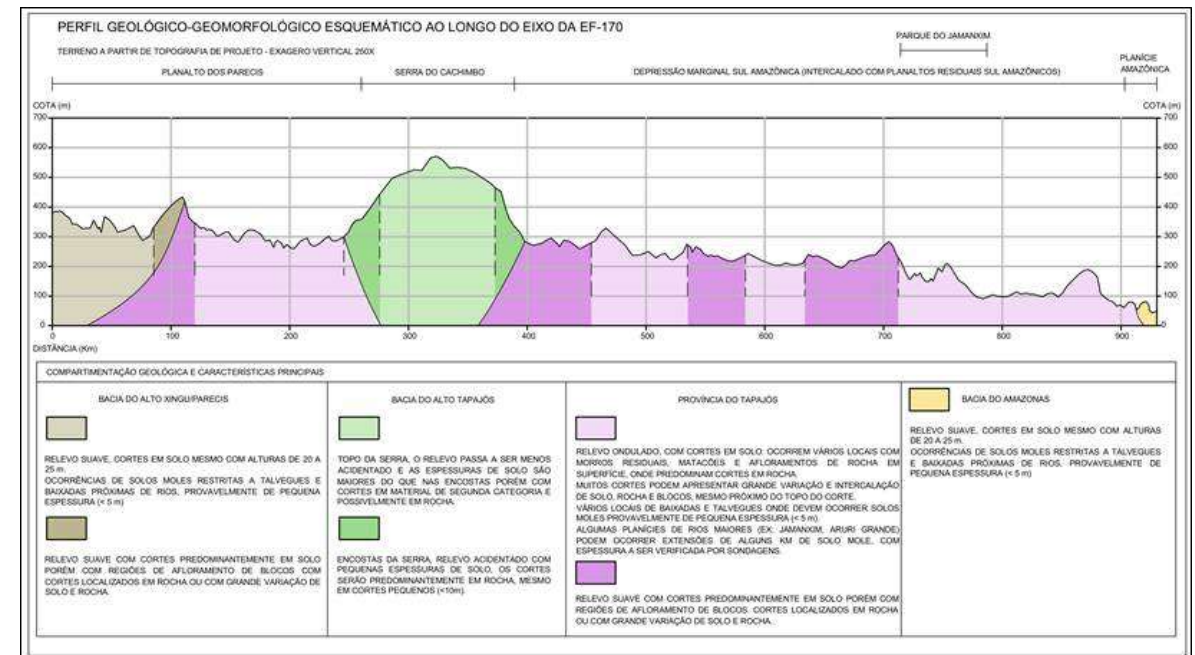 PERFIL GEOLÓGICO-GEOMORFOLÓGICO ESQUEMÁTICO AO LONGO DO EIXO DA EF-170
TERRENO A PARTIR DE TOPOGRAFIA DE PROJETO - EXAGERO VERTICAL 250X
PARQUE DO JAMANXIM
PLANALTO DOS PARECIS
SERRA DO CACHIMBO
DEPRESSÃO MARGINAL SUL AMAZÔNICA (INTERCALADO COM PLANALTOS RESIDUAIS SUL AMAZÔNICOS)
PLANÍCIE
AMAZÔNICA
COTA (m)
COTA (m)
700
700
600
600
500
500
400
400
300
300
200
200
100
100
0
0
0 100 200 300 400 500 600 700 800 900
DISTÂNCIA (Km)
COMPARTIMENTAÇÃO GEOLÓGICA E CARACTERÍSTICAS PRINCIPAIS
BACIA DO ALTO XINGU/PARECIS
RELEVO SUAVE, CORTES EM SOLO MESMO COM ALTURAS DE 20 A
25 m.
OCORRÊNCIAS DE SOLOS MOLES RESTRITAS A TALVEGUES E
BAIXADAS PRÓXIMAS DE RIOS, PROVAVELMENTE DE PEQUENA
ESPESSURA (< 5 m)
RELEVO SUAVE COM CORTES PREDOMINANTEMENTE EM SOLO
PORÉM COM REGIÕES DE AFLORAMENTO DE BLOCOS COM
CORTES LOCALIZADOS EM ROCHA OU COM GRANDE VARIAÇÃO DE
SOLO E ROCHA.
BACIA DO ALTO TAPAJÓS
TOPO DA SERRA, O RELEVO PASSA A SER MENOS
ACIDENTADO E AS ESPESSURAS DE SOLO SÃO
MAIORES DO QUE NAS ENCOSTAS PORÉM COM
CORTES EM MATERIAL DE SEGUNDA CATEGORIA E
POSSIVELMENTE EM ROCHA.
ENCOSTAS DA SERRA, RELEVO ACIDENTADO COM
PEQUENAS ESPESSURAS DE SOLO, OS CORTES
SERÃO PREDOMINANTEMENTE EM ROCHA, MESMO
EM CORTES PEQUENOS (<10m).
PROVÍNCIA DO TAPAJÓS
RELEVO ONDULADO, COM CORTES EM SOLO. OCORREM VÁRIOS LOCAIS COM
MORROS RESIDUAIS, MATACÕES E AFLORAMENTOS DE ROCHA EM
SUPERFÍCIE, ONDE PREDOMINAM CORTES EM ROCHA.
MUITOS CORTES PODEM APRESENTAR GRANDE VARIAÇÃO E INTERCALAÇÃO
DE SOLO, ROCHA E BLOCOS, MESMO PRÓXIMO DO TOPO DO CORTE.
VÁRIOS LOCAIS DE BAIXADAS E TALVEGUES ONDE DEVEM OCORRER SOLOS
MOLES PROVAVELMENTE DE PEQUENA ESPESSURA (< 5 m)
ALGUMAS PLANÍCIES DE RIOS MAIORES (EX: JAMANXIM, ARURI GRANDE)
PODEM OCORRER EXTENSÕES DE ALGUNS KM DE SOLO MOLE, COM
ESPESSURA A SER VERIFICADA POR SONDAGENS.
RELEVO SUAVE COM CORTES PREDOMINANTEMENTE EM SOLO PORÉM COM
REGIÕES DE AFLORAMENTO DE BLOCOS. CORTES LOCALIZADOS EM ROCHA
OU COM GRANDE VARIAÇÃO DE SOLO E ROCHA.
BACIA DO AMAZONAS
RELEVO SUAVE, CORTES EM SOLO MESMO COM ALTURAS
DE 20 A 25 m.
OCORRÊNCIAS DE SOLOS MOLES RESTRITAS A TALVEGUES
E BAIXADAS PRÓXIMAS DE RIOS, PROVAVELMENTE DE
PEQUENA ESPESSURA (< 5 m)